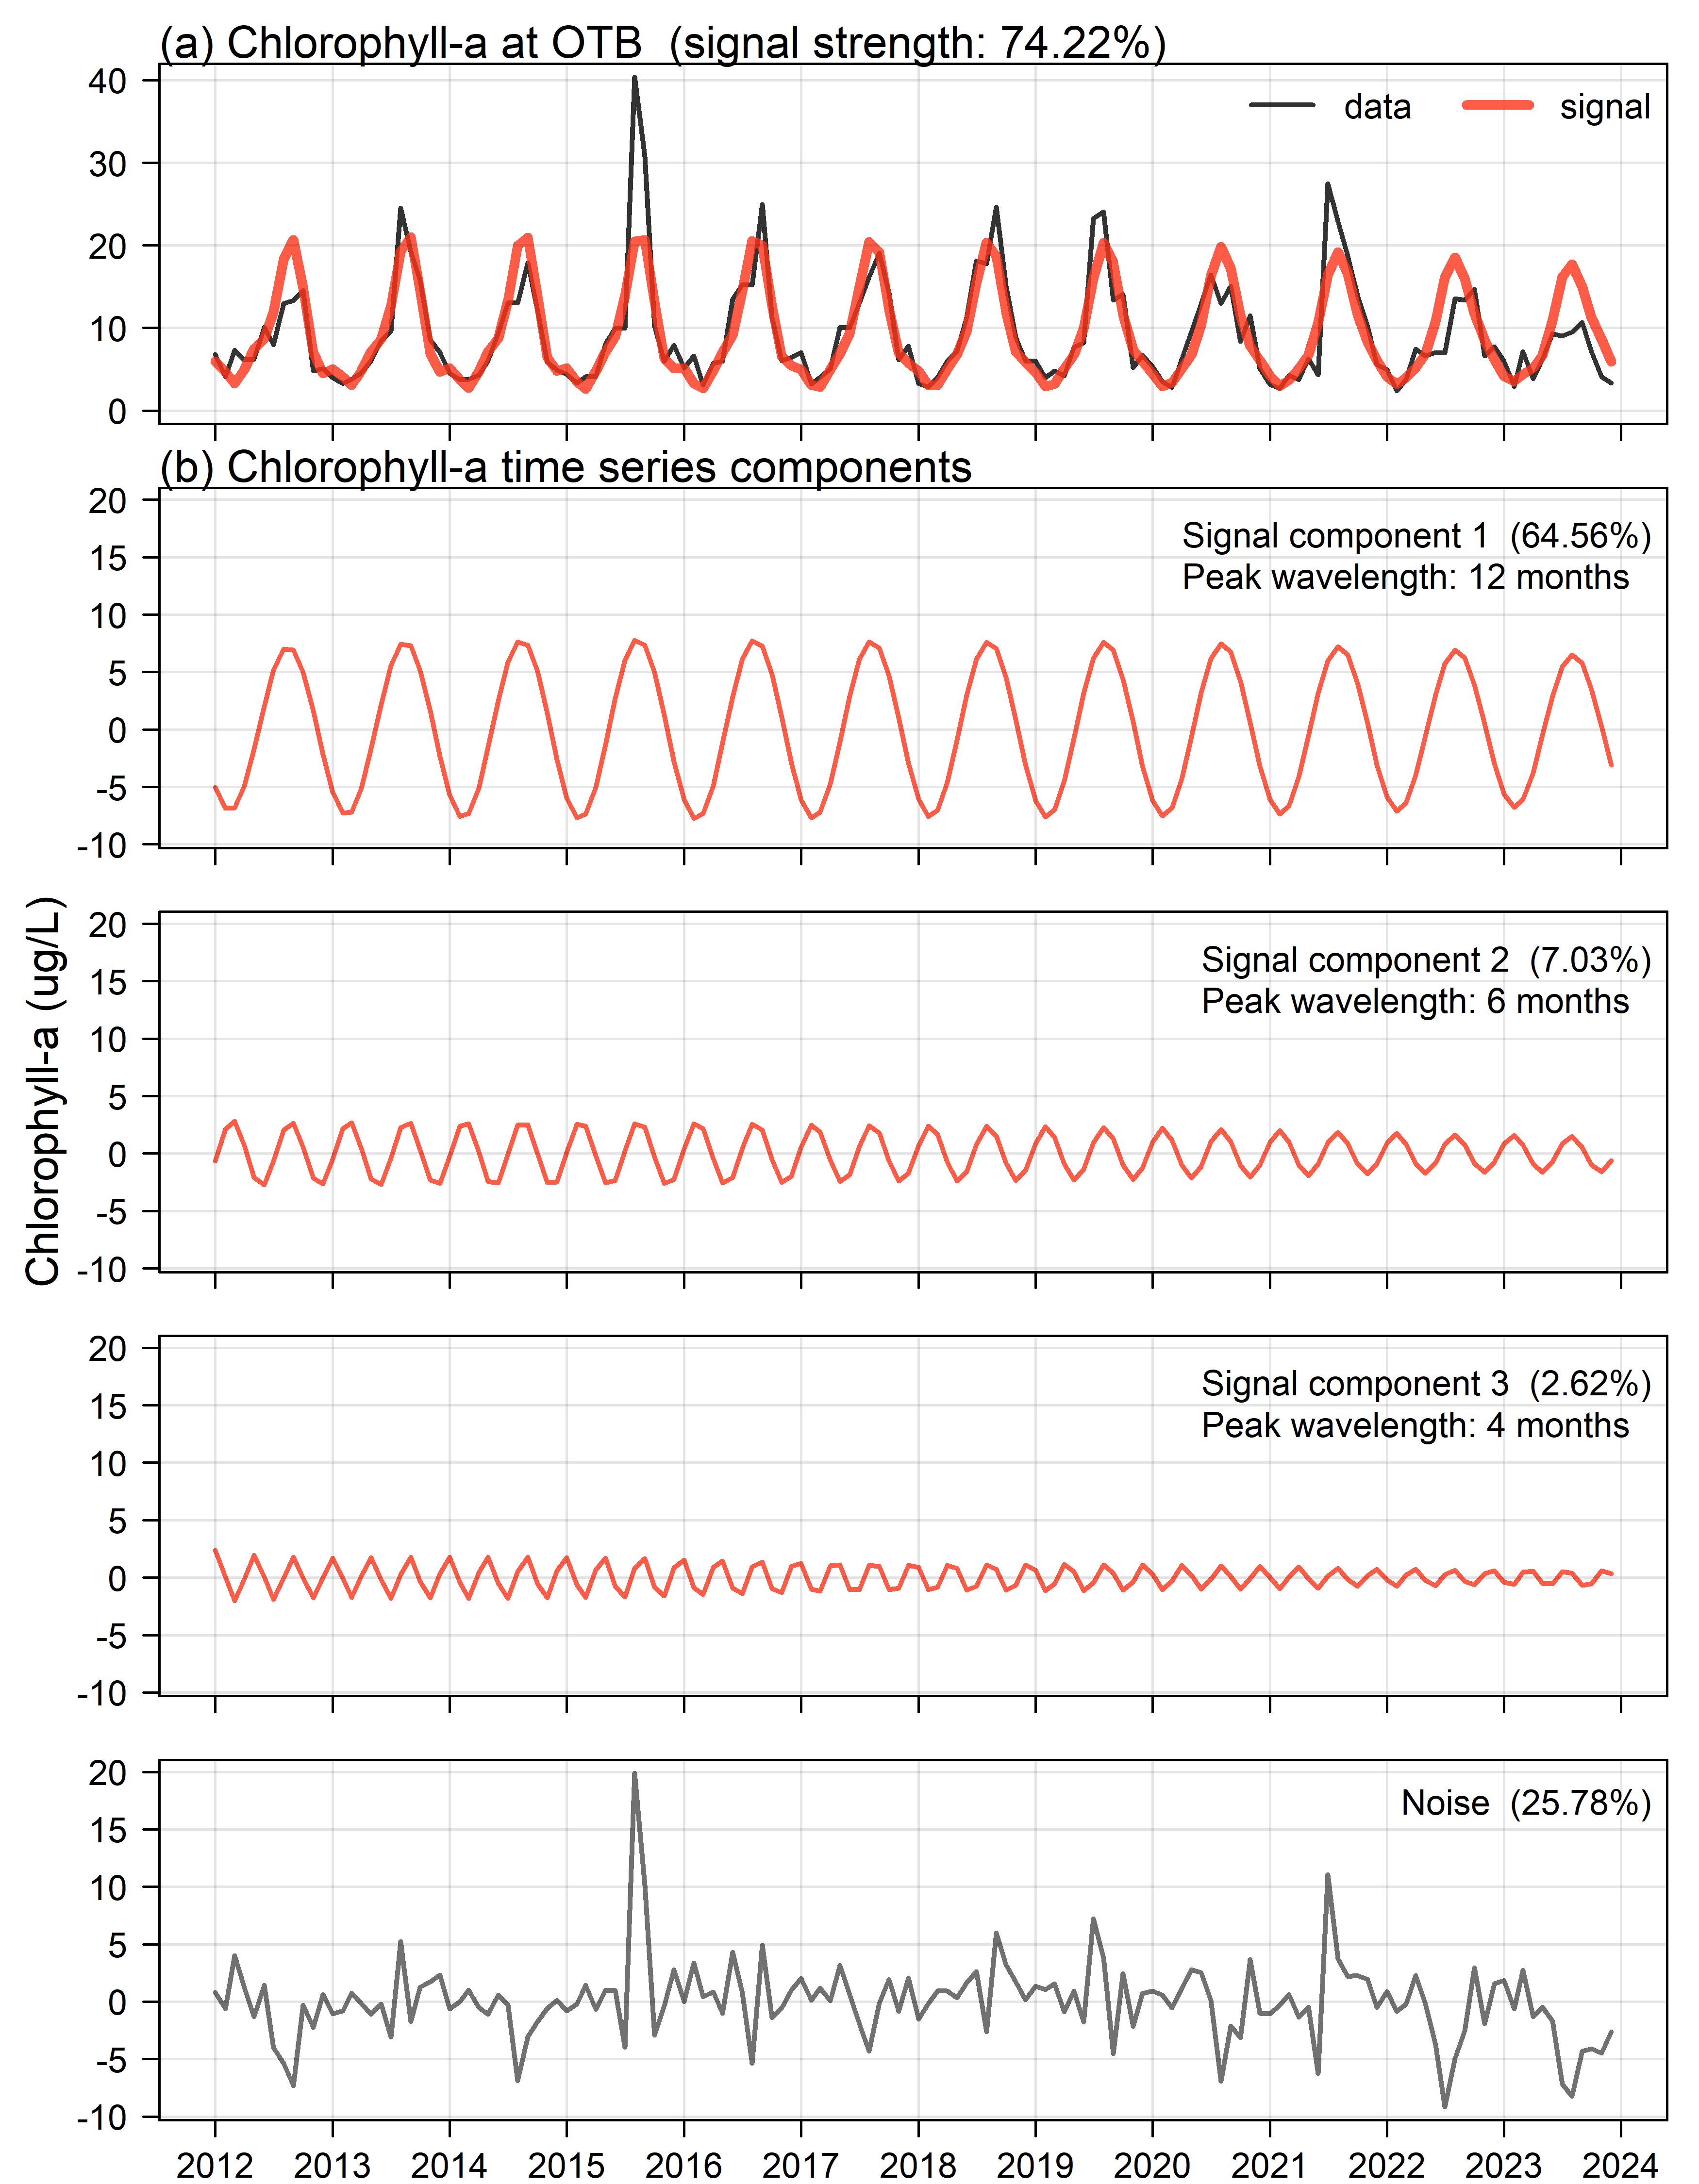 (a) Chlorophyll-a at OTB (signal strength: 74.22%)
40
30
20
10
0
data
signal
(b) Chlorophyll-a time series components
20
15
10
5
0
-5
-10
Signal component 1 (64.56%)
Peak wavelength: 12 months
Chlorophyll-a (ug/L)
20
15
10
5
0
-5
-10
Signal component 2 (7.03%)
Peak wavelength: 6 months
20
15
10
5
0
-5
-10
Signal component 3 (2.62%)
Peak wavelength: 4 months
20
15
10
5
0
-5
-10
Noise (25.78%)
2012 2013 2014 2015 2016 2017 2018 2019 2020 2021 2022 2023 2024